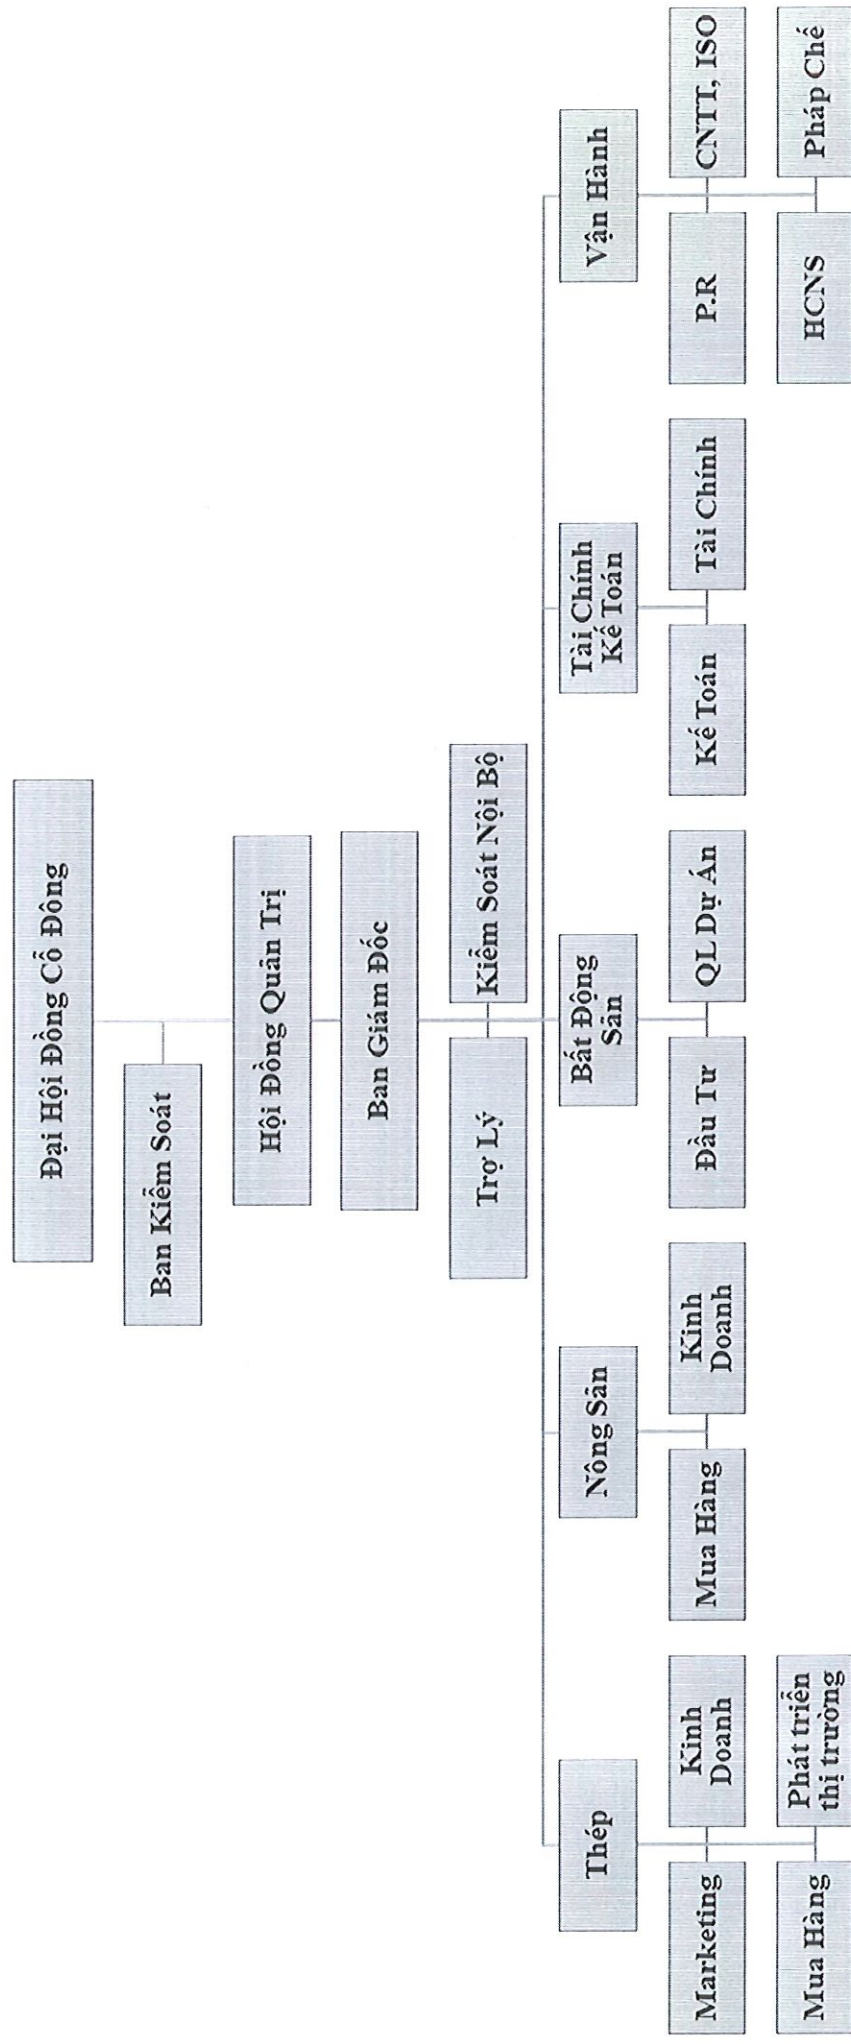 Đại Hội Đồng Cổ Đông
Ban Kiểm Soát
Hội Đồng Quản Trị
Ban Giám Đốc
Trợ Lý
Kiểm Soát Nội Bộ
Thép
Nông Sản
Bất Động
Sản
Tài Chính
Kế Toán
Vận Hành
Marketing
Kinh
Doanh
Mua Hàng
Kinh
Doanh
Đầu Tư
QL Dự Án
Kế Toán
Tài Chính
P.R
CNTT, ISO
Mua Hàng
Phát triển
thị trường
HCNS
Pháp Chế